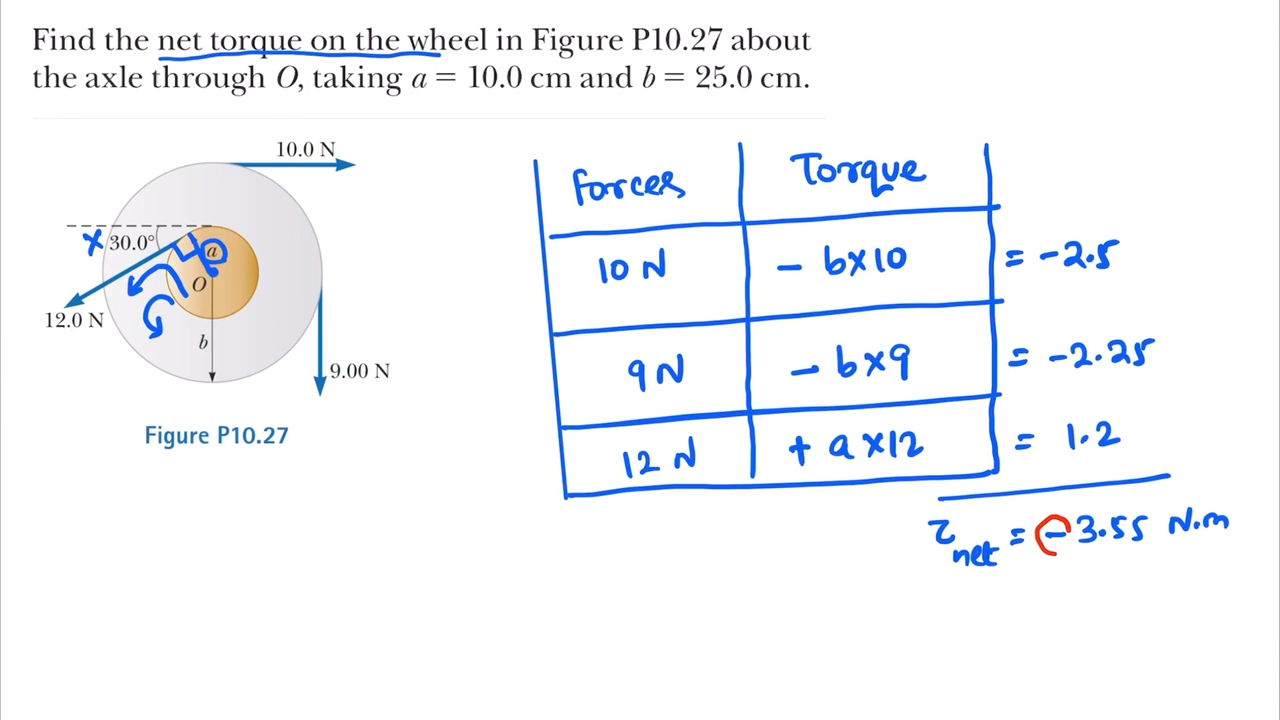 Find the net torque on the wheel in Figure P10.27 about
the axle through O, taking a = 10.0 cm and b = 25.0 cm.
10.0 N
x 30.0° a
O
12.0 N
b
9.00 N
Figure P10.27
Forces Torque
10 N - b×10 = -2.5
9 N - b×9 = -2.25
12 N + a×12 = 1.2
τnet = -3.55 N.m